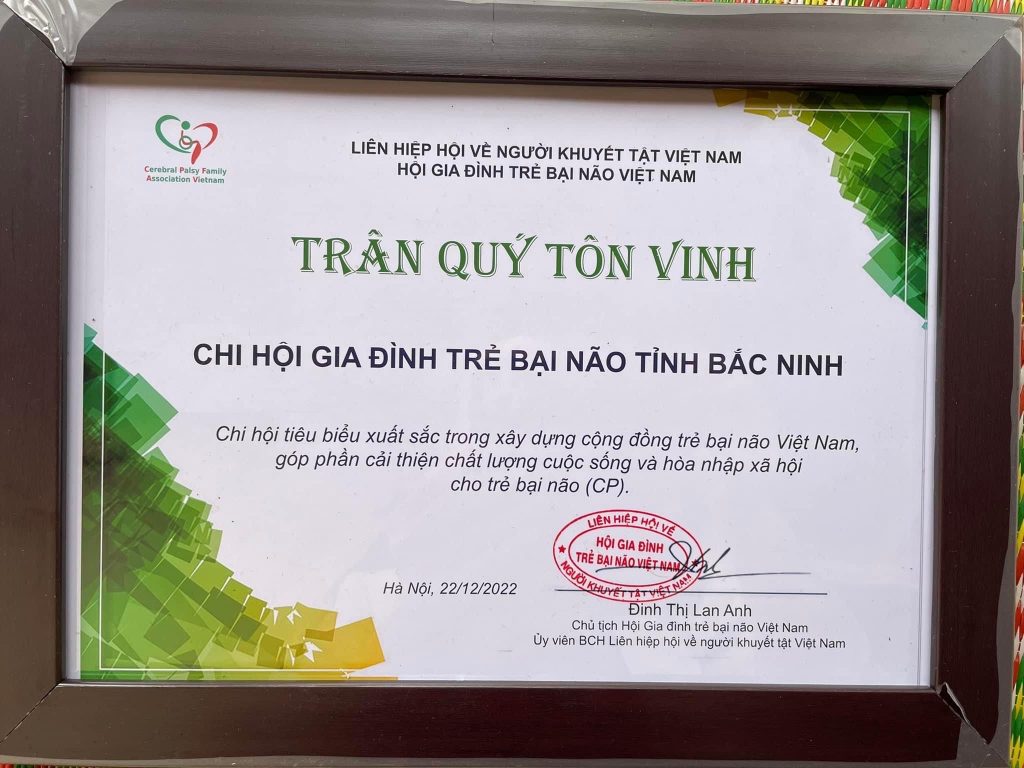 Cerebral Palsy Family
Association Vietnam
LIÊN HIỆP HỘI VỀ NGƯỜI KHUYẾT TẬT VIỆT NAM
HỘI GIA ĐÌNH TRẺ BẠI NÃO VIỆT NAM
TRÂN QUÝ TÔN VINH
CHI HỘI GIA ĐÌNH TRẺ BẠI NÃO TỈNH BẮC NINH
Chi hội tiêu biểu xuất sắc trong xây dựng cộng đồng trẻ bại não Việt Nam,
góp phần cải thiện chất lượng cuộc sống và hòa nhập xã hội
cho trẻ bại não (CP).
LIÊN HIỆP HỘI VỀ
HỘI GIA ĐÌNH
TRẺ BẠI NÃO VIỆT NAM
NGƯỜI KHUYẾT TẬT VIỆT NAM
Hà Nội, 22/12/2022
Đinh Thị Lan Anh
Chủ tịch Hội Gia đình trẻ bại não Việt Nam
Ủy viên BCH Liên hiệp hội về người khuyết tật Việt Nam